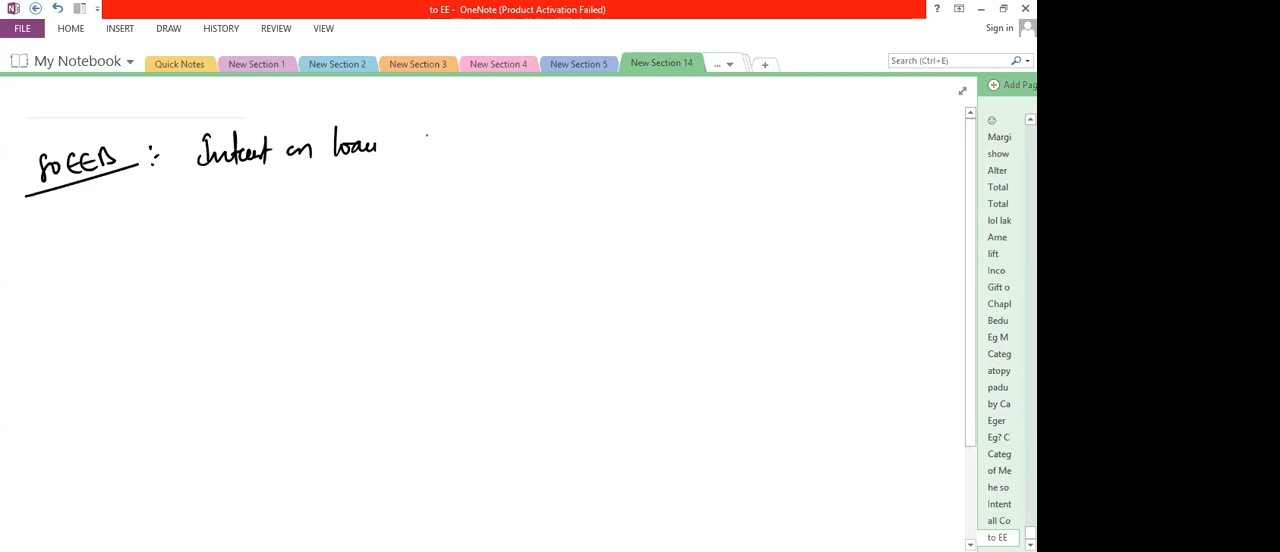 to EE - OneNote (Product Activation Failed)
?
Sign in
FILE HOME INSERT DRAW HISTORY REVIEW VIEW
My Notebook Quick Notes New Section 1 New Section 2 New Section 3 New Section 4 New Section 5 New Section 14 ... + Search (Ctrl+E)
Add Pag
80EEB : Interest on loan
Margi
show
Alter
Total
Total
lol lak
Ame
lift
Inco
Gift o
Chapl
Bedu
Eg M
Categ
atopy
padu
by Ca
Eger
Eg? C
Categ
of Me
he so
Intent
all Co
to EE